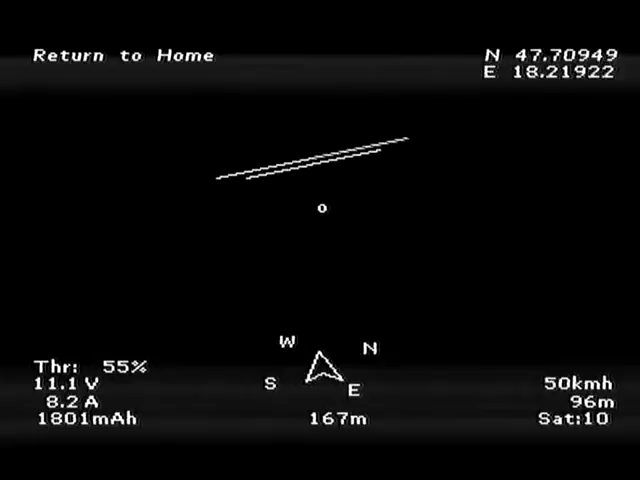 Return to Home
N 47.70949
E 18.21922
W
N
S
E
Thr: 55%
11.1 V
8.2 A
1801mAh
167m
50kmh
96m
Sat:10